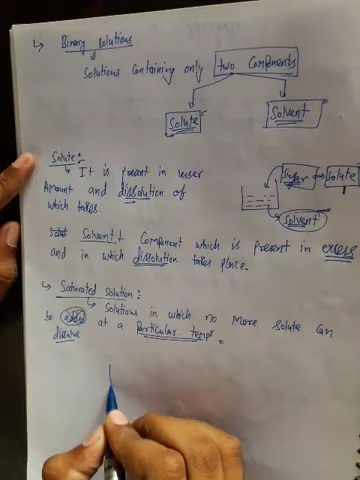 ↳ Binary solutions
↳ Solutions containing only two Components
Solute Solvent
Solute:
↳ It is present in lesser
Amount and dissolution of
which takes.
Sugar → Solute
Solvent
Solvent: Component which is present in excess
and in which dissolution takes place.
↳ Saturated solution:
↳ Solutions in which no more solute can
be added at a particular tempr.
dissolve